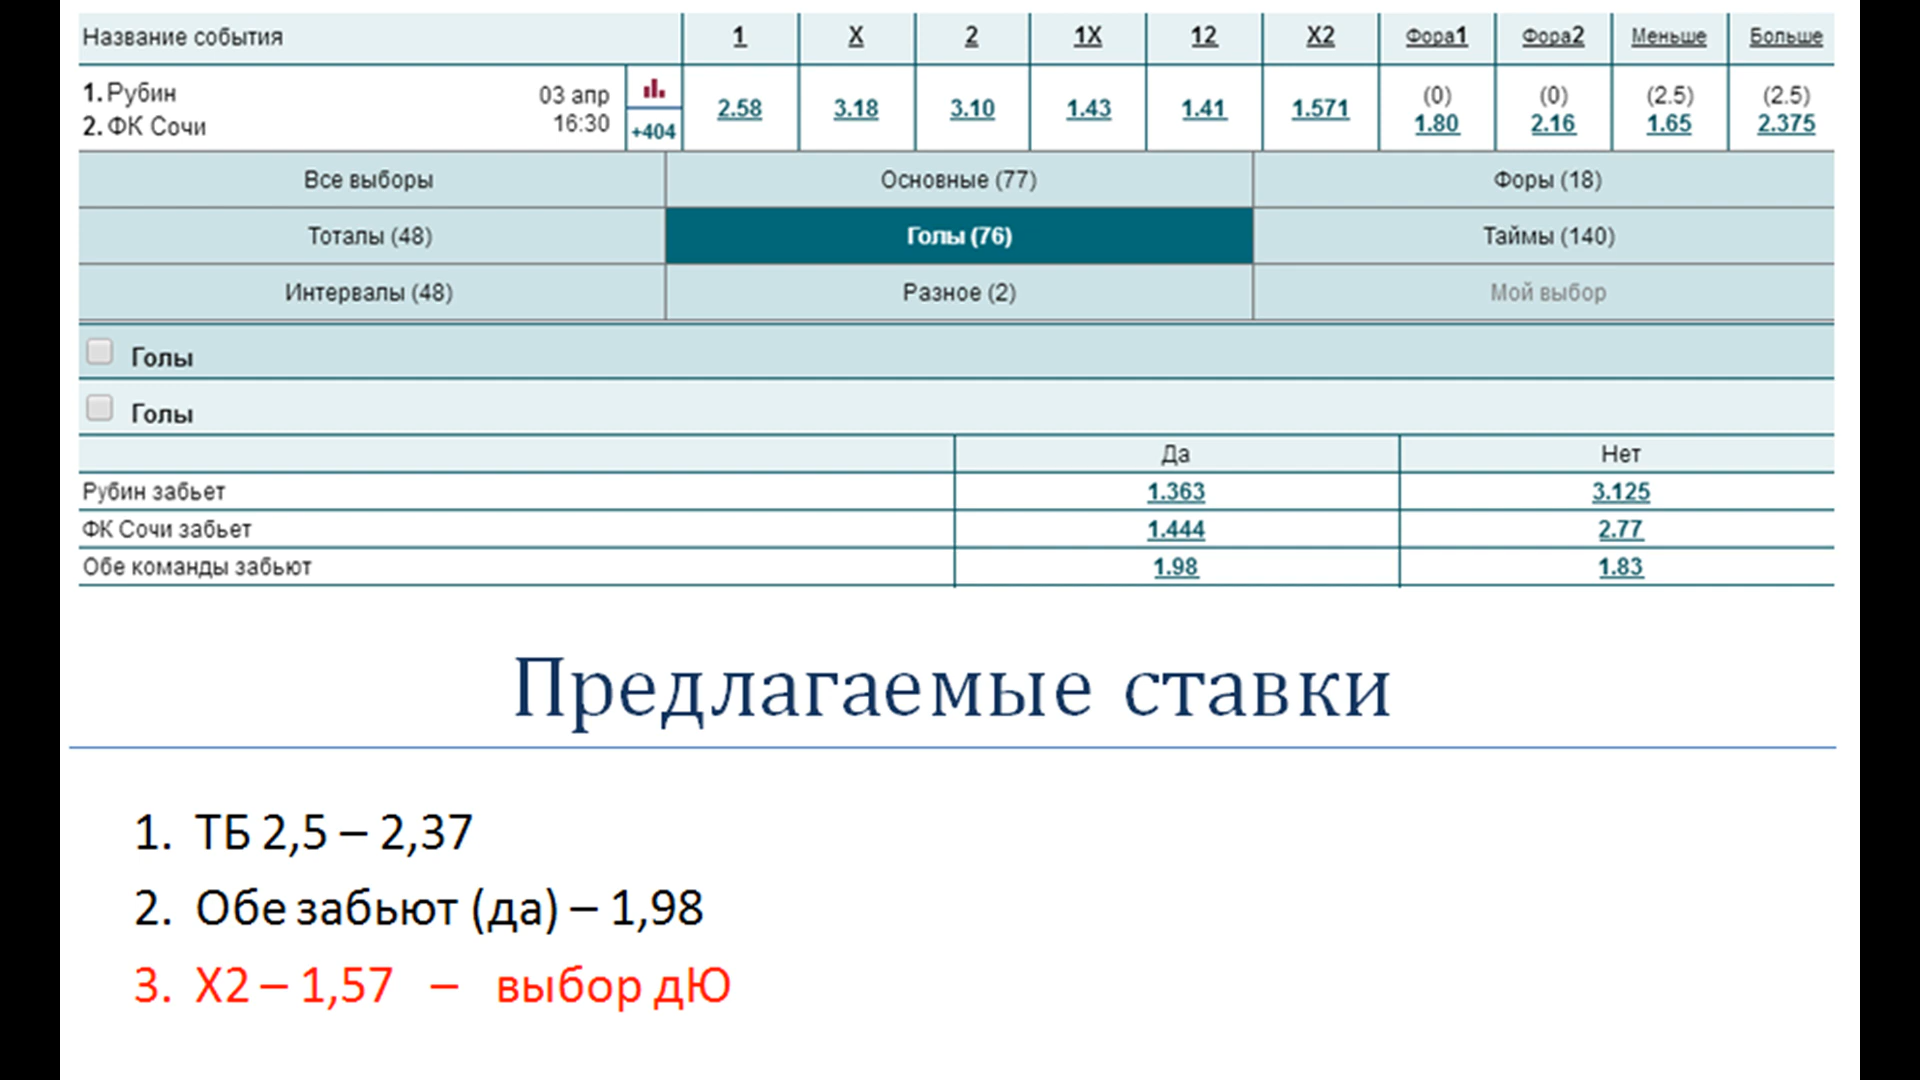 Название события 1 X 2 1X 12 X2 Фора1 Фора2 Меньше Больше
1. Рубин 03 апр (0) (0) (2.5) (2.5)
2.58 3.18 3.10 1.43 1.41 1.571
2. ФК Сочи 16:30 +404 1.80 2.16 1.65 2.375
Все выборы Основные (77) Форы (18)
Тоталы (48) Голы (76) Таймы (140)
Интервалы (48) Разное (2) Мой выбор
Голы
Голы
Да Нет
Рубин забьет 1.363 3.125
ФК Сочи забьет 1.444 2.77
Обе команды забьют 1.98 1.83
Предлагаемые ставки
1. ТБ 2,5 – 2,37
2. Обе забьют (да) – 1,98
3. Х2 – 1,57 – выбор дЮ